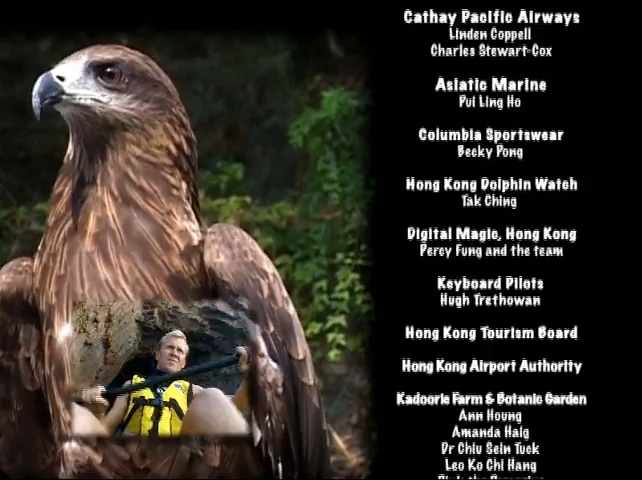 Cathay Pacific Airways
Linden Coppell
Charles Stewart-Cox
Asiatic Marine
Pui Ling Ho
Columbia Sportswear
Becky Pong
Hong Kong Dolphin Watch
Tak Ching
Digital Magic, Hong Kong
Percy Fung and the team
Keyboard Pilots
Hugh Trethowan
Hong Kong Tourism Board
Hong Kong Airport Authority
Kadoorie Farm & Botanic Garden
Ann Houng
Amanda Haig
Dr Chiu Sein Tuck
Leo Ko Chi Hang